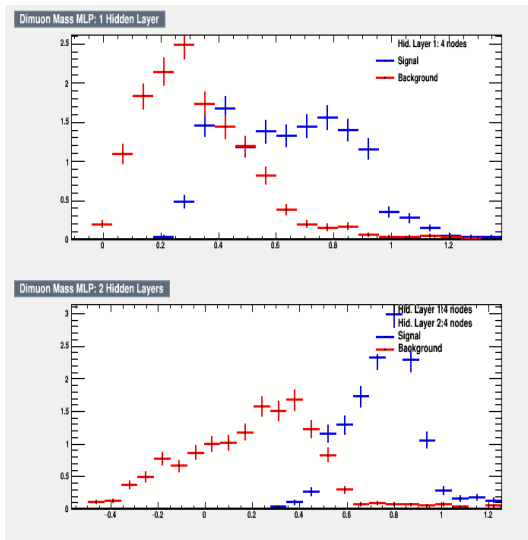 Dimuon Mass MLP: 1 Hidden Layer
2.5
2
1.5
1
0.5
0
Hid. Layer 1: 4 nodes
Signal
Background
0 0.2 0.4 0.6 0.8 1 1.2
Dimuon Mass MLP: 2 Hidden Layers
3
2.5
2
1.5
1
0.5
0
Hid. Layer 1:4 nodes
Hid. Layer 2:4 nodes
Signal
Background
-0.4 -0.2 0 0.2 0.4 0.6 0.8 1 1.2